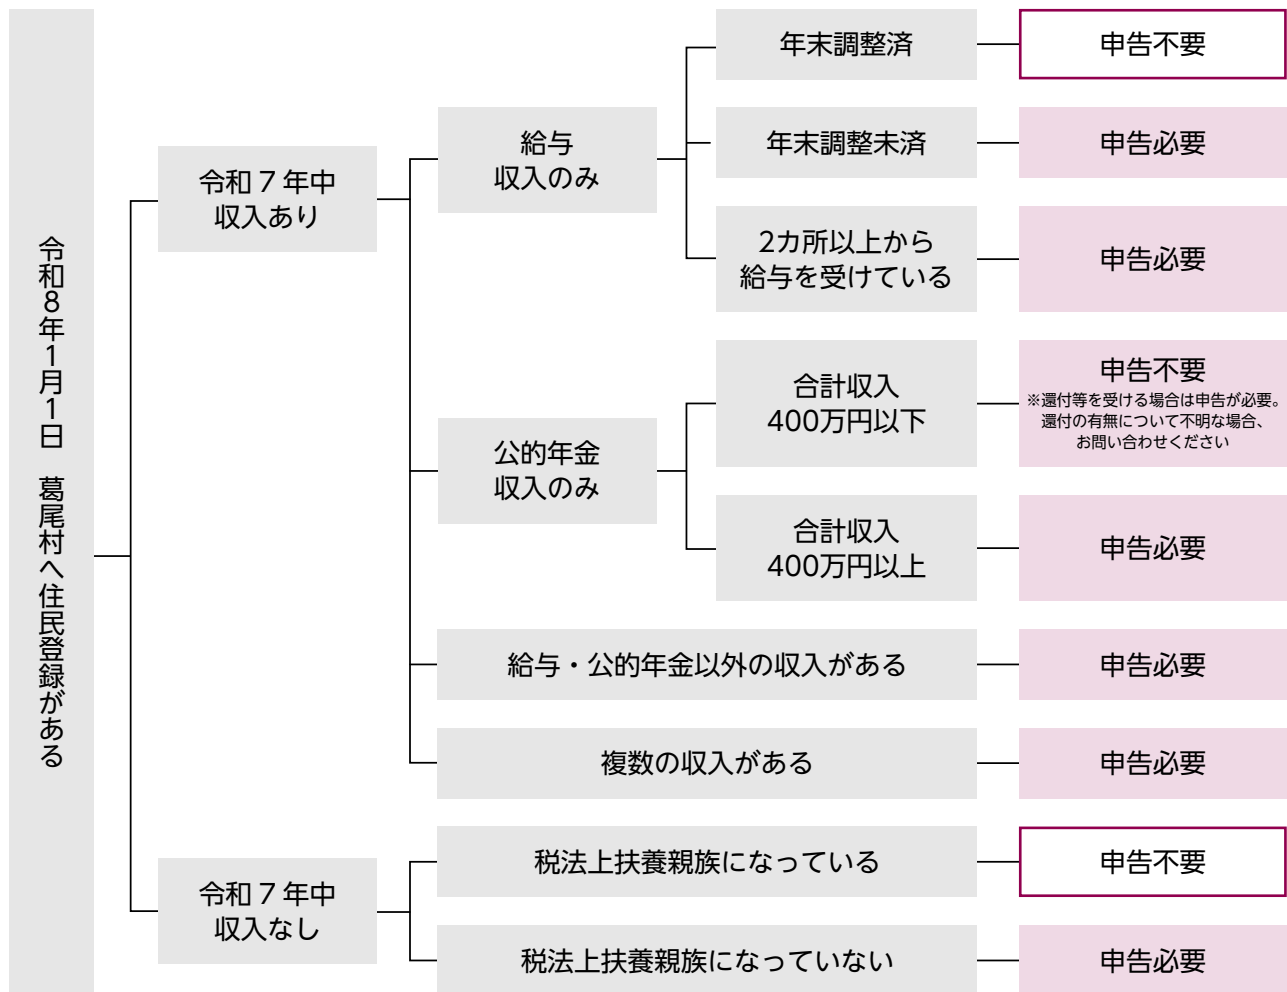 令和8年1月1日　葛尾村へ住民登録がある
令和７年中
収入あり
給与
収入のみ
年末調整済
申告不要
年末調整未済
申告必要
2カ所以上から
給与を受けている
申告必要
公的年金
収入のみ
合計収入
400万円以下
申告不要
※還付等を受ける場合は申告が必要。
還付の有無について不明な場合、
お問い合わせください
合計収入
400万円以上
申告必要
給与・公的年金以外の収入がある
申告必要
複数の収入がある
申告必要
令和７年中
収入なし
税法上扶養親族になっている
申告不要
税法上扶養親族になっていない
申告必要